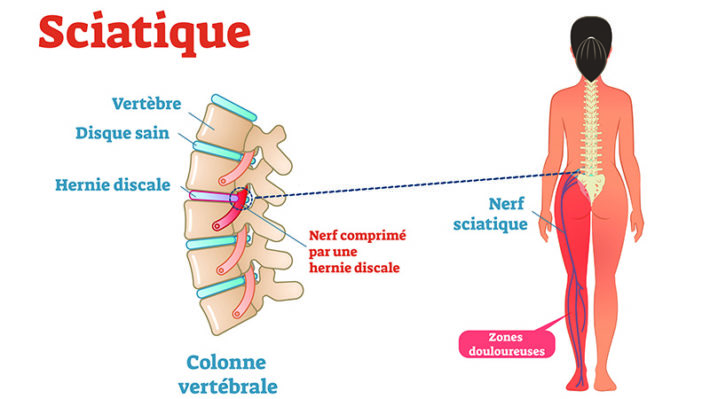 Sciatique
Vertèbre
Disque sain
Hernie discale
Nerf comprimé
par une
hernie discale
Colonne
vertébrale
Nerf
sciatique
Zones
douloureuses